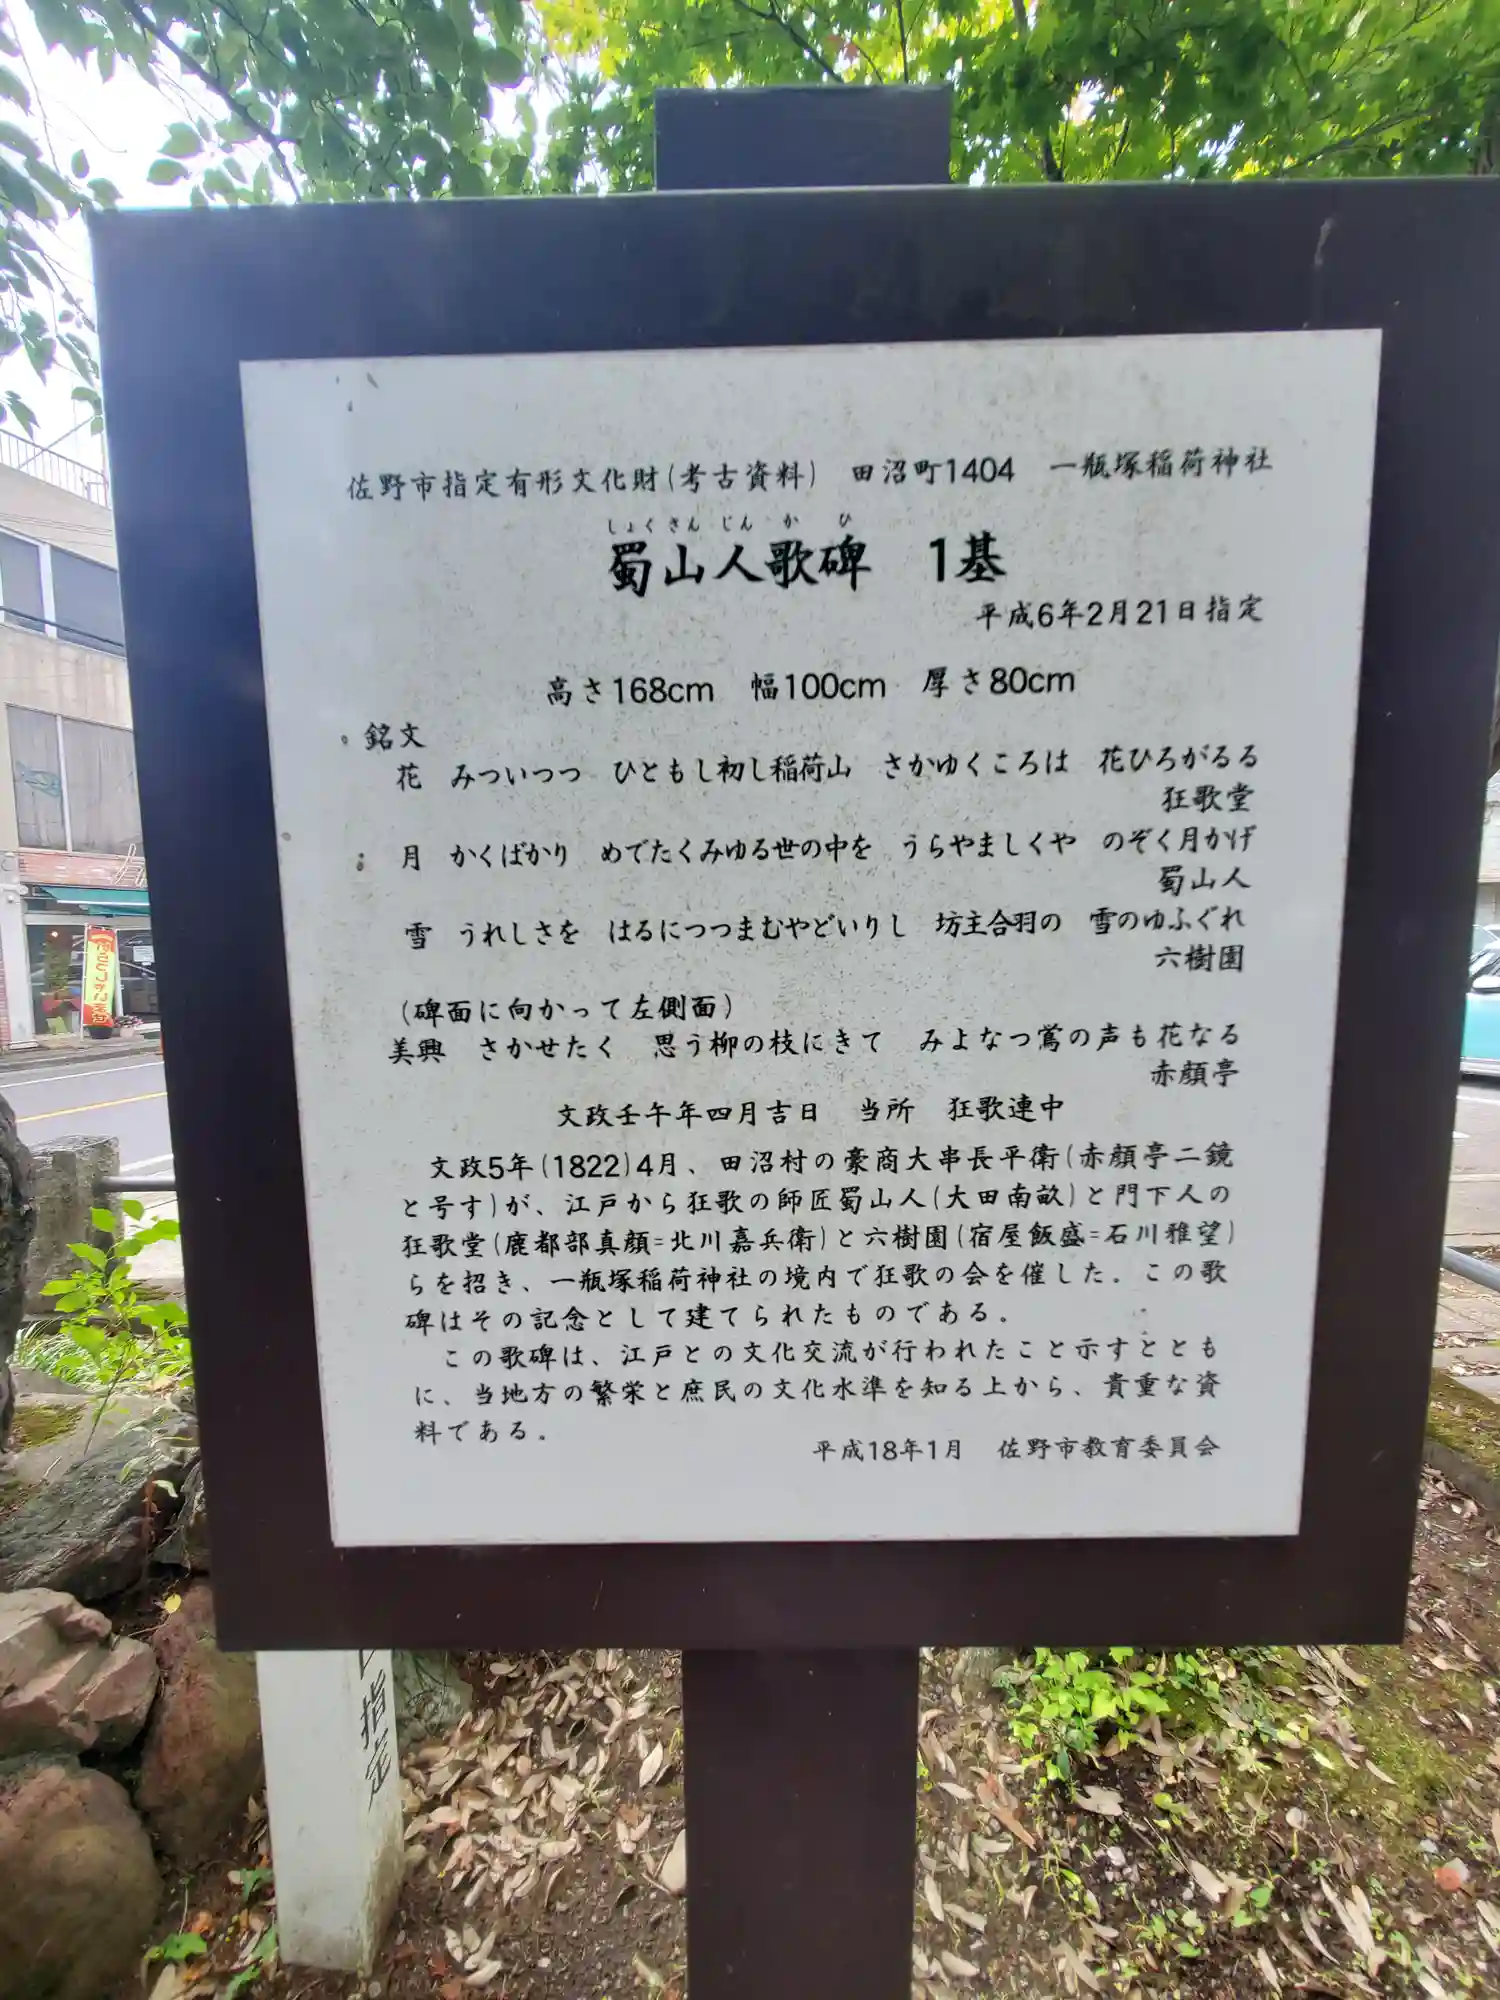 佐野市指定有形文化財(考古資料)　田沼町1404　一瓶塚稲荷神社
しょくさんじんかひ
蜀山人歌碑　1基
平成6年2月21日指定
高さ168cm　幅100cm　厚さ80cm
銘文
花　みついつつ　ひともし初し稲荷山　さかゆくころは　花ひろがるる
狂歌堂
月　かくばかり　めでたくみゆる世の中を　うらやましくや　のぞく月かげ
蜀山人
雪　うれしさを　はるにつつまむやどいりし　坊主合羽の　雪のゆふぐれ
六樹園
(碑面に向かって左側面)
美興　さかせたく　思う柳の枝にきて　みよなつ鴬の声も花なる
赤顔亭
文政壬午年四月吉日　当所　狂歌連中
文政5年(1822)4月、田沼村の豪商大串長平衛(赤顔亭二鏡
と号す)が、江戸から狂歌の師匠蜀山人(大田南畝)と門下人の
狂歌堂(鹿都部真顔=北川嘉兵衛)と六樹園(宿屋飯盛=石川雅望)
らを招き、一瓶塚稲荷神社の境内で狂歌の会を催した。この歌
碑はその記念として建てられたものである。
この歌碑は、江戸との文化交流が行われたこと示すととも
に、当地方の繁栄と庶民の文化水準を知る上から、貴重な資
料である。
平成18年1月　佐野市教育委員会
指定